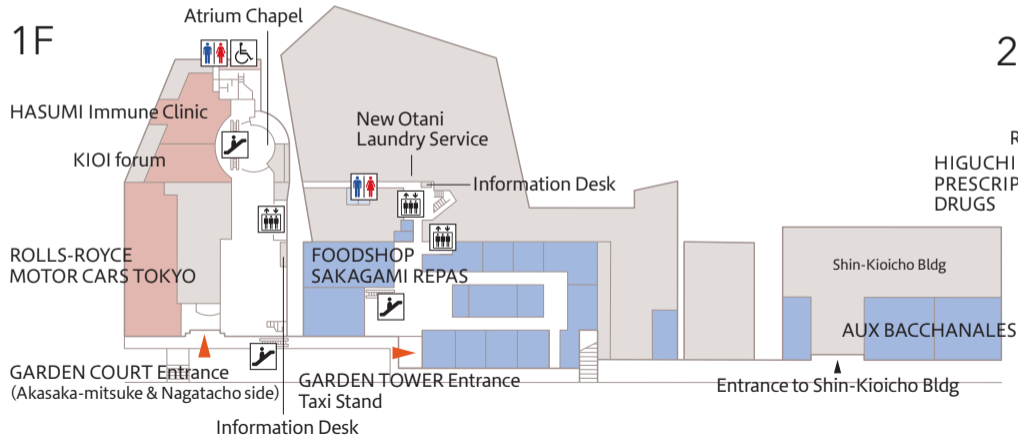 1F
Atrium Chapel
HASUMI Immune Clinic
KIOI forum
New Otani
Laundry Service
Information Desk
ROLLS-ROYCE
MOTOR CARS TOKYO
FOODSHOP
SAKAGAMI REPAS
GARDEN COURT Entrance
(Akasaka-mitsuke & Nagatacho side)
GARDEN TOWER Entrance
Taxi Stand
Information Desk
Shin-Kioicho Bldg
AUX BACCHANALES
Entrance to Shin-Kioicho Bldg
2
R
HIGUCHI
PRESCRIP
DRUGS